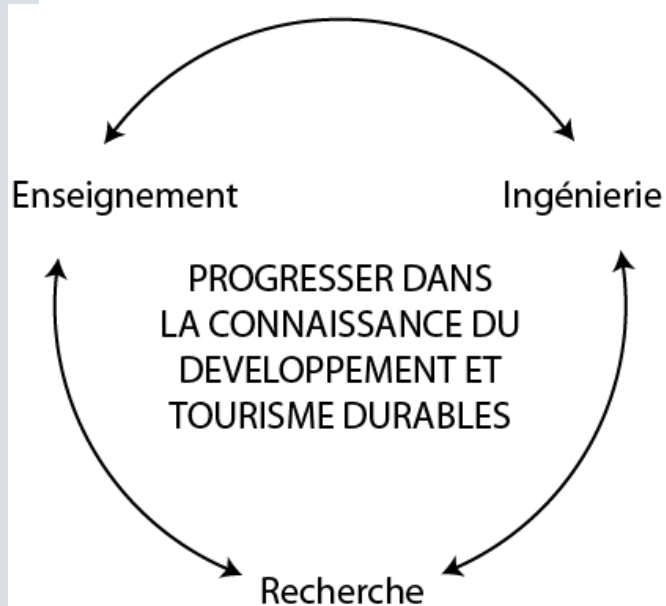 Enseignement
Ingénierie
PROGRESSER DANS
LA CONNAISSANCE DU
DEVELOPPEMENT ET
TOURISME DURABLES
Recherche